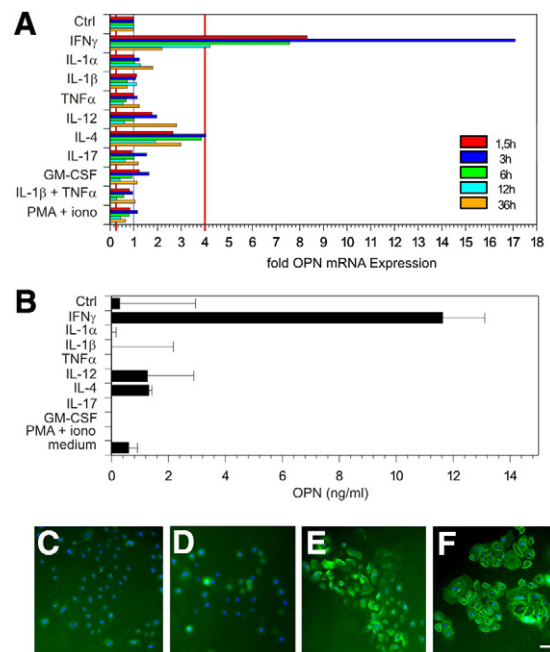 A
Ctrl
IFNγ
IL-1α
IL-1β
TNFα
IL-12
IL-4
IL-17
GM-CSF
IL-1β + TNFα
PMA + iono
1,5h
3h
6h
12h
36h
0 1 2 3 4 5 6 7 8 9 10 11 12 13 14 15 16 17 18
fold OPN mRNA Expression
B
Ctrl
IFNγ
IL-1α
IL-1β
TNFα
IL-12
IL-4
IL-17
GM-CSF
PMA + iono
medium
0 2 4 6 8 10 12 14
OPN (ng/ml)
C D E F